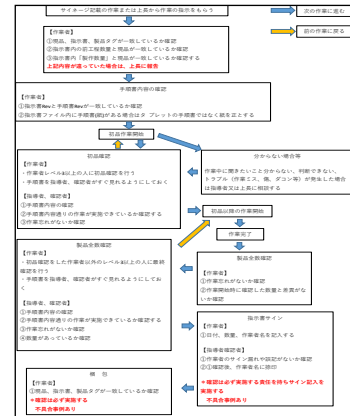 サイネージ記載の作業または上長から作業の指示をもらう
次の作業に進む
前の作業に戻る
【作業者】
①現品、指示書、製品タグが一致しているか確認
②指示書内の前工程数量と現品が一致しているか確認
③指示書内「製作数量」と現品が一致しているか確認する
上記内容が違っていた場合は、上長に報告
手順書内容の確認
【作業者】
①指示書Revと手順書Revが一致しているか確認
②指示書ファイル内に手順書(紙)がある場合はタブレットの手順書ではなく紙を正とする
初品作業開始
初品確認
【作業者】
・作業者レベル
以上の人に初品確認を行う
・手順書を指導者、確認者がすぐ見れるようにしておく
【指導者、確認者】
①手順書内容の確認
②手順書内容通りの作業が実施できているか確認する
③作業忘れがないか確認
分からない場合等
作業中に聞きたいこと分からない、判断できない、
トラブル（作業ミス、傷、ダコン等）が発生した場合
は指導者又は上長に相談する
初品以降の作業開始
作業完了
製品全数確認
【作業者】
①作業忘れがないか確認
②作業開始時に確認した数量と差異がな
いか確認
製品全数確認
【作業者】
・初品確認をした作業者以外のレベル
以上の人に最終
確認を行う
・手順書を指導者、確認者がすぐ見れるようにしてお
く
【指導者、確認者】
①手順書内容の確認
②手順書内容通りの作業が実施できているか確認する
③作業忘れがないか確認
④数量があっているか確認
指示書サイン
【作業者】
①日付、数量、作業者名を記入する
【指導者確認者】
①作業者のサイン漏れや誤記がないか確認
②①確認後、作業者名に捺印
＊確認は必ず実施する責任を持ちサイン記入を
実施する
不具合事例あり
梱包
【作業者】
①現品、指示書、製品タグが一致しているか確認
＊確認は必ず実施する
不具合事例あり